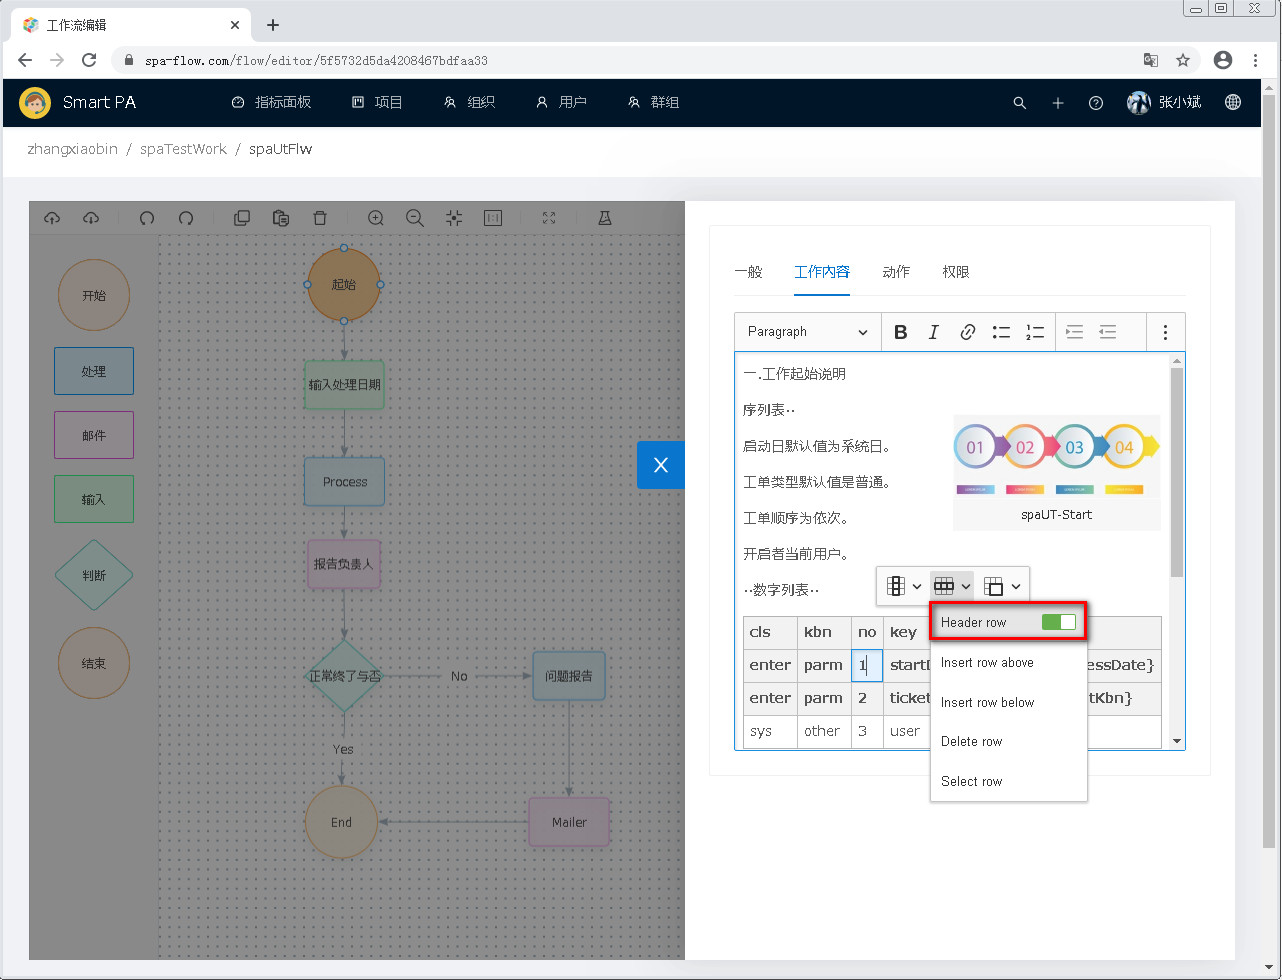 工作流编辑
spa-flow.com/flow/editor/5f5732d5da4208467bdfaa33
Smart PA
指标面板
项目
组织
用户
群组
张小斌
zhangxiaobin / spaTestWork / spaUtFlw
开始
处理
邮件
输入
判断
结束
起始
输入处理日期
Process
报告负责人
正常终了与否
No
问题报告
Yes
End
Mailer
X
一般
工作内容
动作
权限
Paragraph
一.工作起始说明
序列表··
启动日默认值为系统日。
工单类型默认值是普通。
工单顺序为依次。
开启者当前用户。
··数字列表··
01 02 03 04
spaUT-Start
cls kbn no key
enter parm 1 startD essDate}
enter parm 2 ticket tKbn}
sys other 3 user
Header row
Insert row above
Insert row below
Delete row
Select row